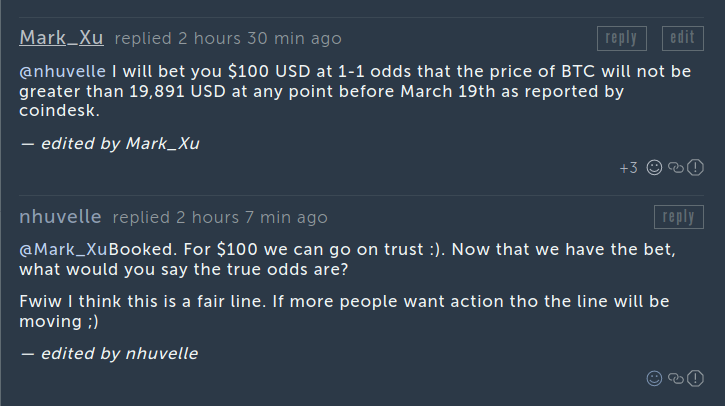 Mark_Xu replied 2 hours 30 min ago reply edit
@nhuvelle I will bet you $100 USD at 1-1 odds that the price of BTC will not be
greater than 19,891 USD at any point before March 19th as reported by
coindesk.
— edited by Mark_Xu
+3
nhuvelle replied 2 hours 7 min ago reply
@Mark_XuBooked. For $100 we can go on trust :). Now that we have the bet,
what would you say the true odds are?
Fwiw I think this is a fair line. If more people want action tho the line will be
moving ;)
— edited by nhuvelle